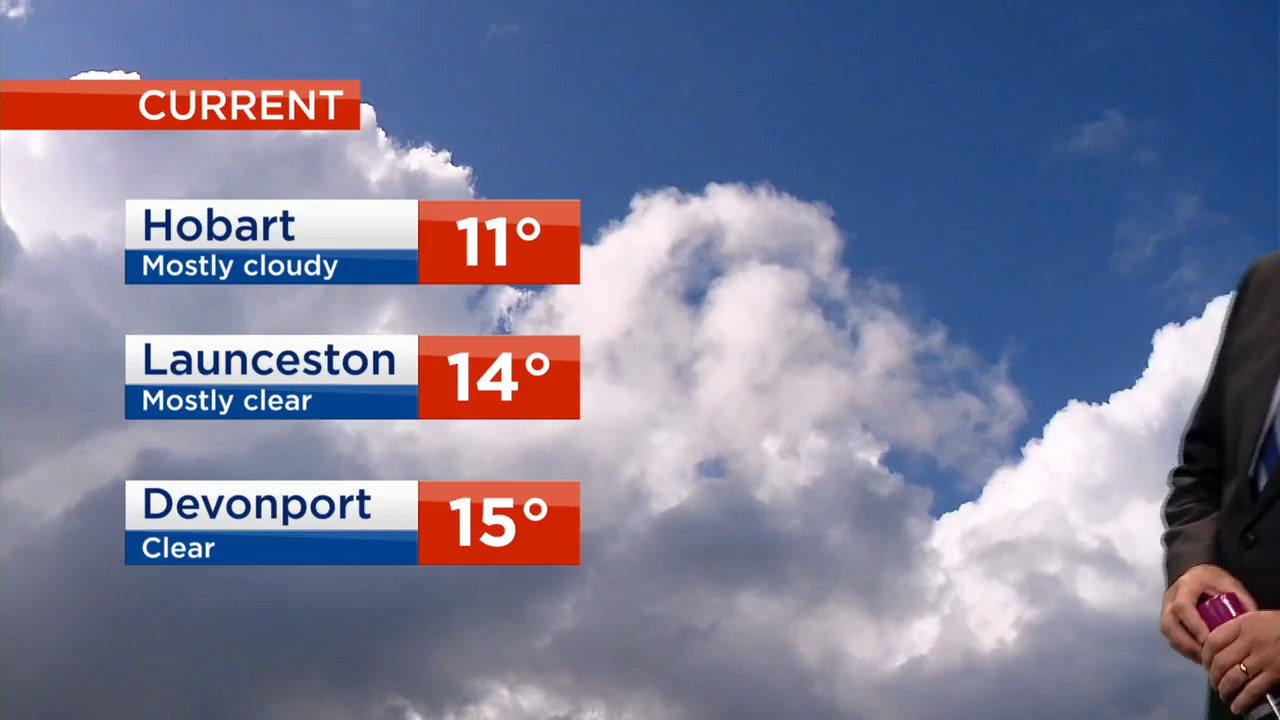 CURRENT
Hobart
11°
Mostly cloudy
Launceston
14°
Mostly clear
Devonport
15°
Clear